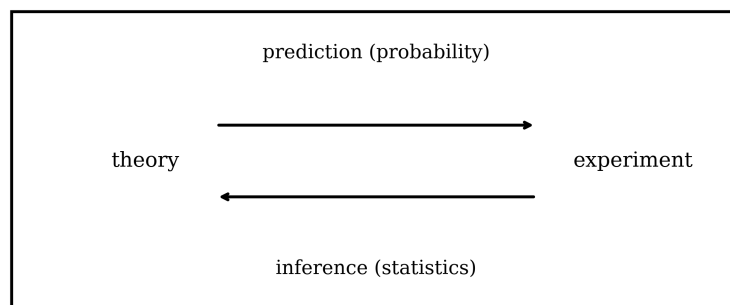 prediction (probability)
theory
experiment
inference (statistics)